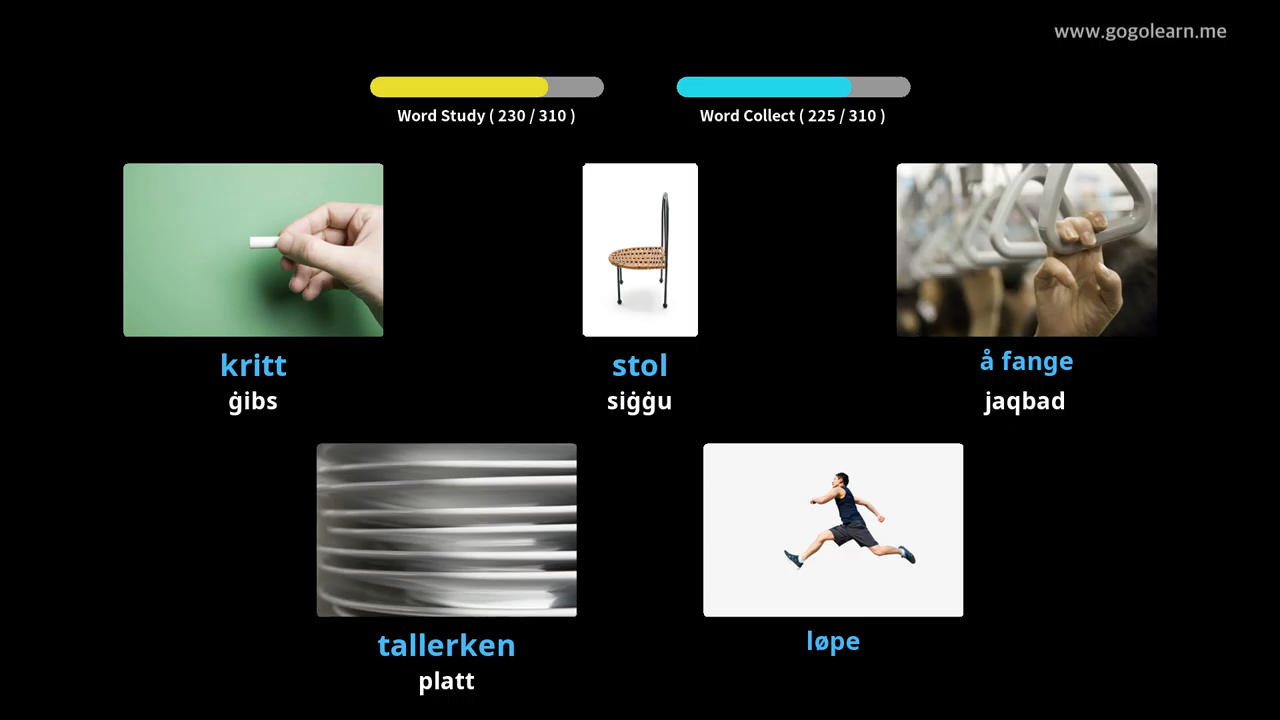 www.gogolearn.me
Word Study ( 230 / 310 )
Word Collect ( 225 / 310 )
kritt
ġibs
stol
siġġu
å fange
jaqbad
tallerken
platt
løpe